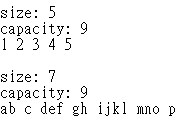 size: 5
capacity: 9
1 2 3 4 5
size: 7
capacity: 9
ab c def gh ijkl mno p